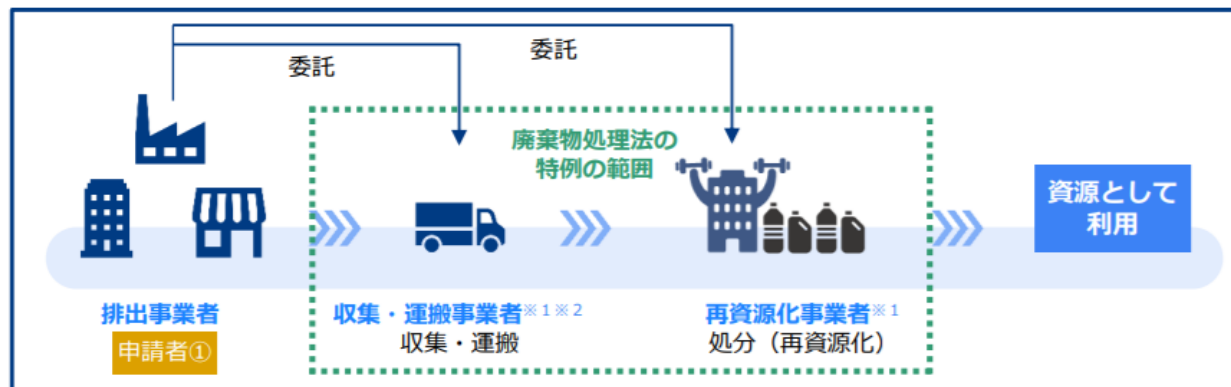 委託
委託
廃棄物処理法の
特例の範囲
資源として
利用
排出事業者
申請者①
収集・運搬事業者※1※2
収集・運搬
再資源化事業者※1
処分（再資源化）